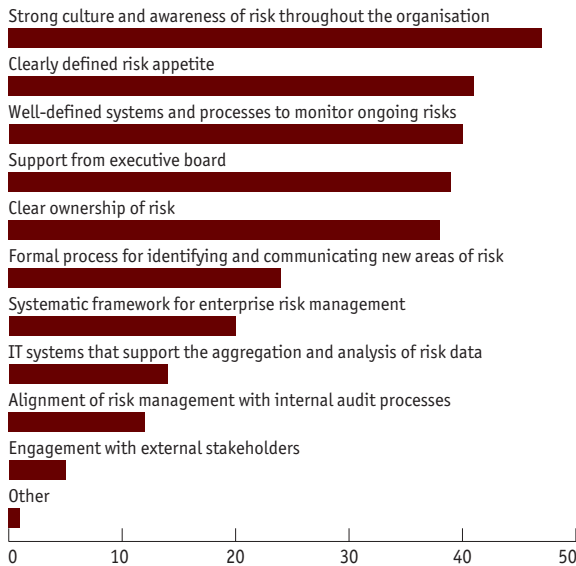 Strong culture and awareness of risk throughout the organisation
Clearly defined risk appetite
Well-defined systems and processes to monitor ongoing risks
Support from executive board
Clear ownership of risk
Formal process for identifying and communicating new areas of risk
Systematic framework for enterprise risk management
IT systems that support the aggregation and analysis of risk data
Alignment of risk management with internal audit processes
Engagement with external stakeholders
Other
0 10 20 30 40 50